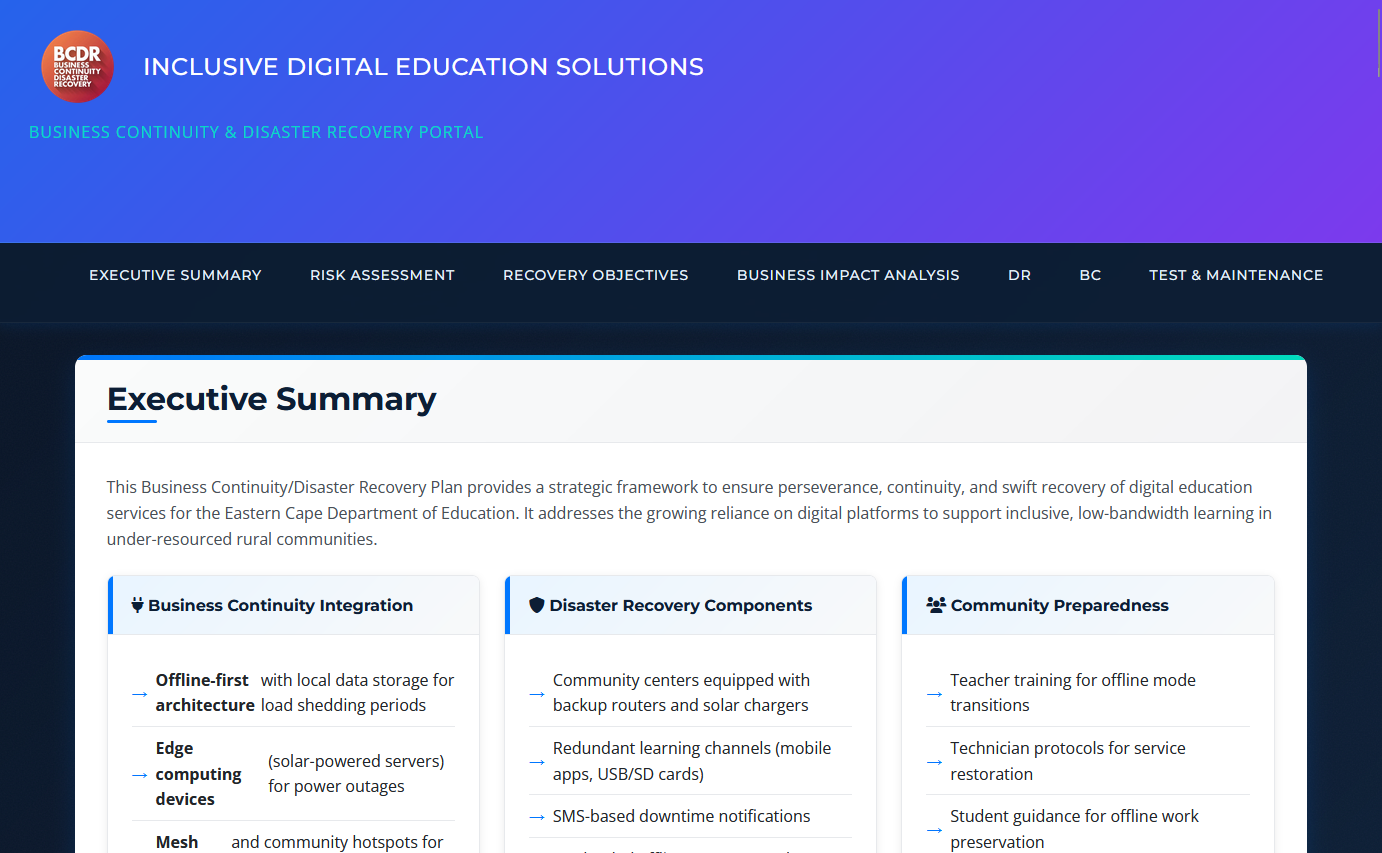 BCDR
BUSINESS
CONTINUITY
DISASTER
RECOVERY
INCLUSIVE DIGITAL EDUCATION SOLUTIONS
BUSINESS CONTINUITY & DISASTER RECOVERY PORTAL
EXECUTIVE SUMMARY RISK ASSESSMENT RECOVERY OBJECTIVES BUSINESS IMPACT ANALYSIS DR BC TEST & MAINTENANCE
Executive Summary
This Business Continuity/Disaster Recovery Plan provides a strategic framework to ensure perseverance, continuity, and swift recovery of digital education
services for the Eastern Cape Department of Education. It addresses the growing reliance on digital platforms to support inclusive, low-bandwidth learning in
under-resourced rural communities.
Business Continuity Integration
→ Offline-first with local data storage for
architecture load shedding periods
Edge
→ computing (solar-powered servers)
devices for power outages
Mesh and community hotspots for
Disaster Recovery Components
→ Community centers equipped with
backup routers and solar chargers
→ Redundant learning channels (mobile
apps, USB/SD cards)
→ SMS-based downtime notifications
Community Preparedness
→ Teacher training for offline mode
transitions
→ Technician protocols for service
restoration
→ Student guidance for offline work
preservation